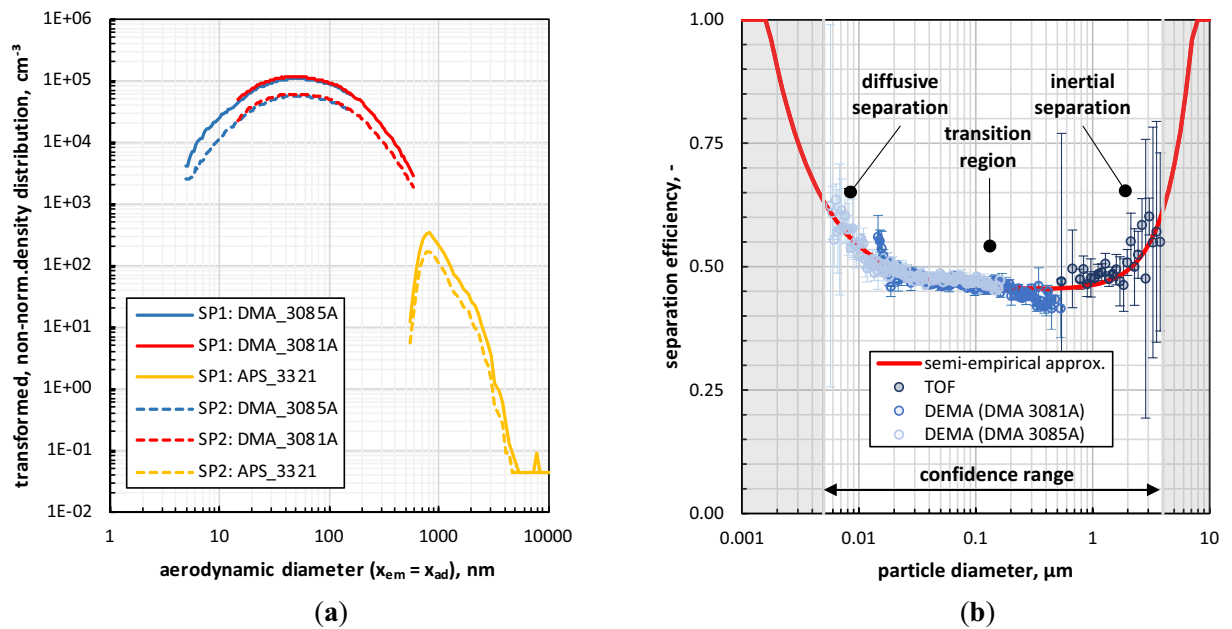 transformed, non-norm.density distribution, cm⁻³
1E+06
1E+05
1E+04
1E+03
1E+02
1E+01
1E+00
1E-01
1E-02
SP1: DMA_3085A
SP1: DMA_3081A
SP1: APS_3321
SP2: DMA_3085A
SP2: DMA_3081A
SP2: APS_3321
1 10 100 1000 10000
aerodynamic diameter (xem = xad), nm
(a)
separation efficiency, -
1.00
0.75
0.50
0.25
0.00
diffusive
separation
inertial
separation
transition
region
semi-empirical approx.
TOF
DEMA (DMA 3081A)
DEMA (DMA 3085A)
confidence range
0.001 0.01 0.1 1 10
particle diameter, µm
(b)